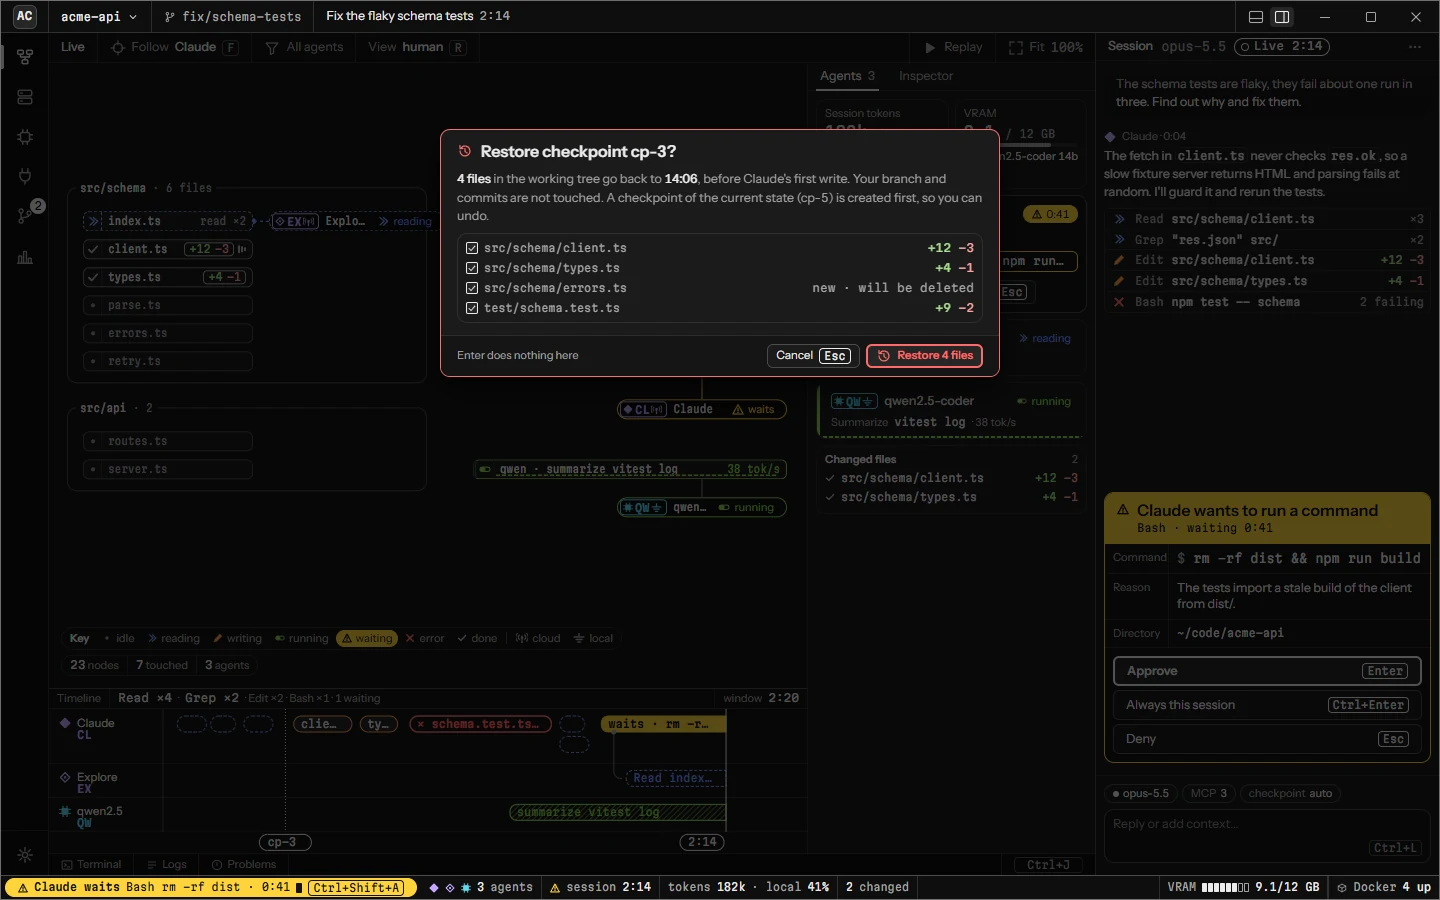 AC acme-api fix/schema-tests Fix the flaky schema tests 2:14
Live Follow Claude F All agents View human R Replay Fit 100%
Session opus-5.5 Live 2:14
Agents 3 Inspector
Session tokens
VRAM
/ 12 GB
src/schema · 6 files
index.ts read ×2 EX Explo… reading
client.ts +12 −3
types.ts +4 −1
parse.ts
errors.ts
retry.ts
src/api · 2
routes.ts
server.ts
CL Claude waits
qwen · summarize vitest log 38 tok/s
QW qwen… running
Restore checkpoint cp-3?
4 files in the working tree go back to 14:06, before Claude's first write. Your branch and
commits are not touched. A checkpoint of the current state (cp-5) is created first, so you can
undo.
src/schema/client.ts +12 −3
src/schema/types.ts +4 −1
src/schema/errors.ts new · will be deleted
test/schema.test.ts +9 −2
Enter does nothing here
Cancel Esc
Restore 4 files
14b
0:41
npm run…
Esc
reading
QW qwen2.5-coder running
Summarize vitest log · 38 tok/s
Changed files 2
src/schema/client.ts +12 −3
src/schema/types.ts +4 −1
The schema tests are flaky, they fail about one run in
three. Find out why and fix them.
Claude · 0:04
The fetch in client.ts never checks res.ok, so a
slow fixture server returns HTML and parsing fails at
random. I'll guard it and rerun the tests.
Read src/schema/client.ts ×3
Grep "res.json" src/ ×2
Edit src/schema/client.ts +12 −3
Edit src/schema/types.ts +4 −1
Bash npm test -- schema 2 failing
Claude wants to run a command
Bash · waiting 0:41
Command $ rm -rf dist && npm run build
Reason The tests import a stale build of the client
from dist/.
Directory ~/code/acme-api
Approve Enter
Always this session Ctrl+Enter
Deny Esc
opus-5.5 MCP 3 checkpoint auto
Reply or add context…
Ctrl+L
Key idle reading writing running waiting error done cloud local
23 nodes 7 touched 3 agents
Timeline Read ×4 · Grep ×2 · Edit ×2 · Bash ×1 · 1 waiting window 2:20
Claude
CL
clie… ty… × schema.test.ts… waits · rm -r…
Explore
EX
Read index…
qwen2.5
QW
summarize vitest log
cp-3 2:14
Terminal Logs Problems Ctrl+J
2
Claude waits Bash rm -rf dist · 0:41 Ctrl+Shift+A 3 agents session 2:14 tokens 182k · local 41% 2 changed VRAM 9.1/12 GB Docker 4 up